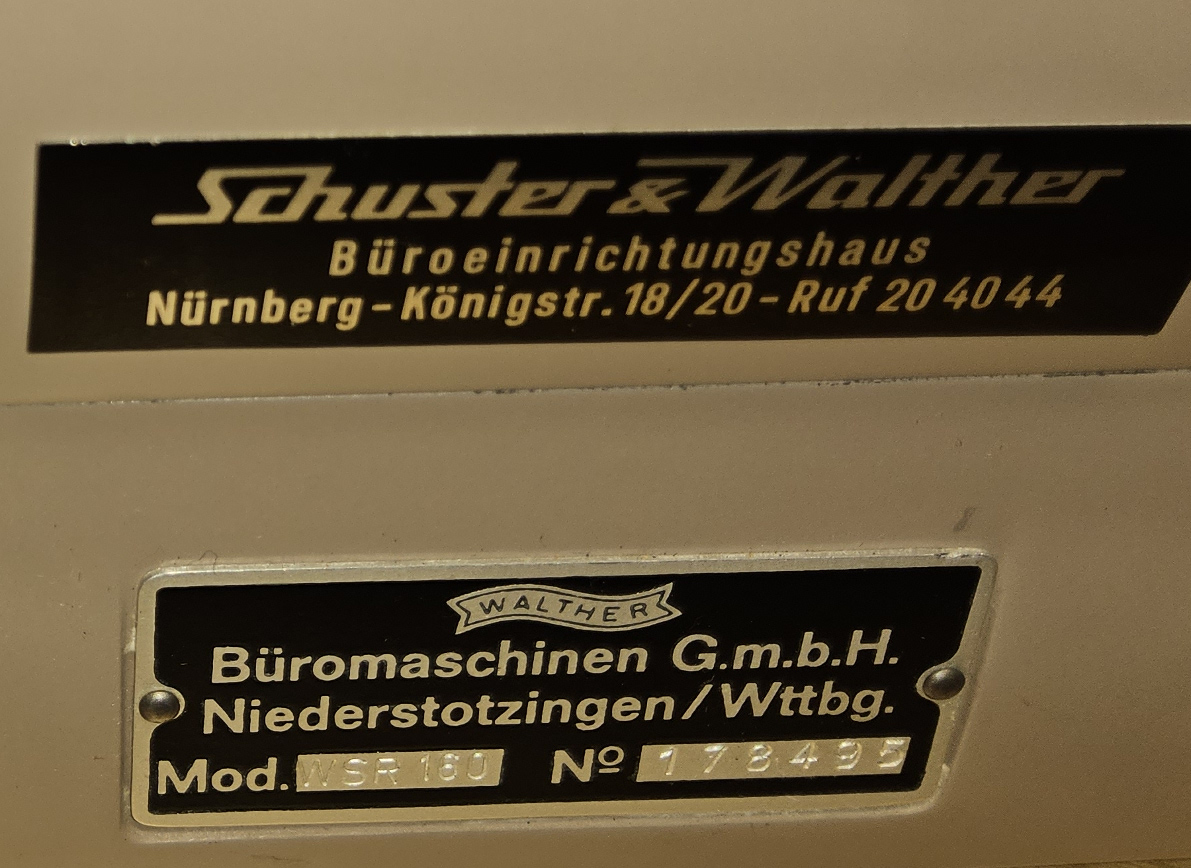 Schuster & Walther
Büroeinrichtungshaus
Nürnberg – Königstr. 18/20 – Ruf 20 40 44
WALTHER
Büromaschinen G.m.b.H.
Niederstotzingen/Wttbg.
Mod. WSR 160 Nº 178495